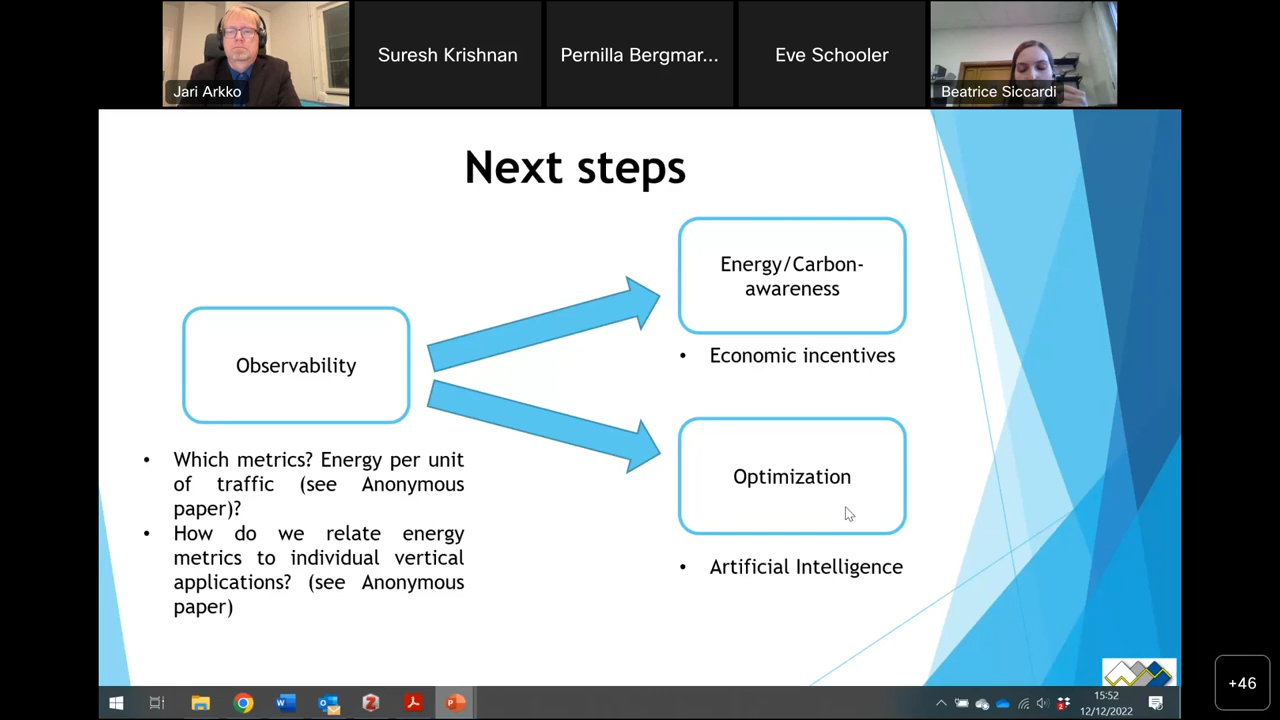 Jari Arkko
Suresh Krishnan
Pernilla Bergmar...
Eve Schooler
Beatrice Siccardi
Next steps
Observability
• Which metrics? Energy per unit
of traffic (see Anonymous
paper)?
• How do we relate energy
metrics to individual vertical
applications? (see Anonymous
paper)
Energy/Carbon-
awareness
• Economic incentives
Optimization
• Artificial Intelligence
+46
15:52
12/12/2022